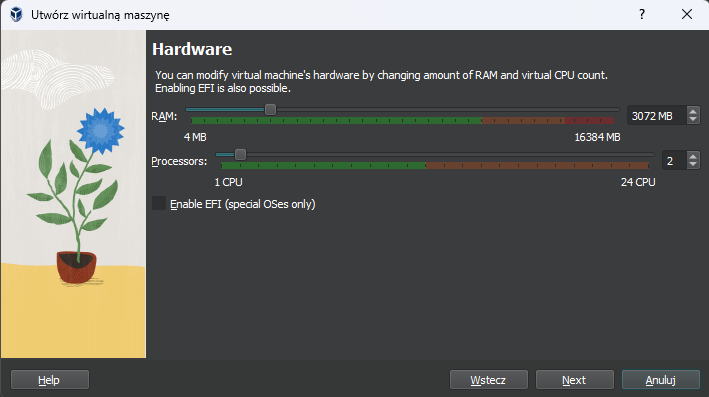 Utwórz wirtualną maszynę
Hardware
You can modify virtual machine's hardware by changing amount of RAM and virtual CPU count.
Enabling EFI is also possible.
RAM: 3072 MB
4 MB 16384 MB
Processors: 2
1 CPU 24 CPU
Enable EFI (special OSes only)
Help Wstecz Next Anuluj